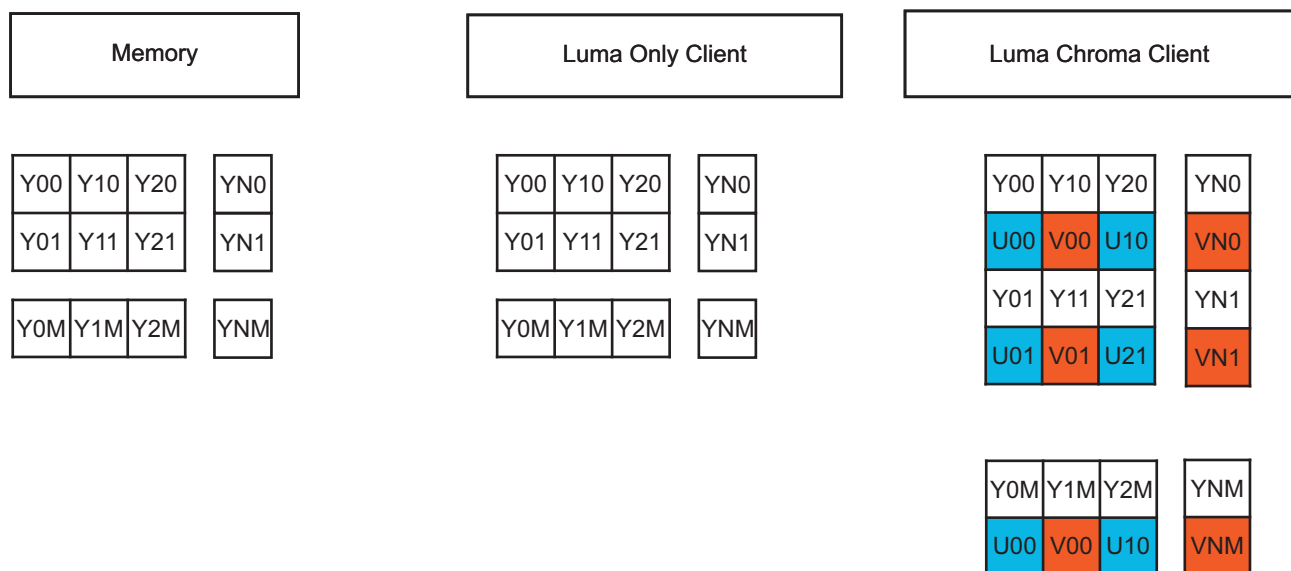 Memory
Luma Only Client
Luma Chroma Client
Y00 Y10 Y20 YN0
Y01 Y11 Y21 YN1
Y0M Y1M Y2M YNM
Y00 Y10 Y20 YN0
Y01 Y11 Y21 YN1
Y0M Y1M Y2M YNM
Y00 Y10 Y20 YN0
U00 V00 U10 VN0
Y01 Y11 Y21 YN1
U01 V01 U21 VN1
Y0M Y1M Y2M YNM
U00 V00 U10 VNM